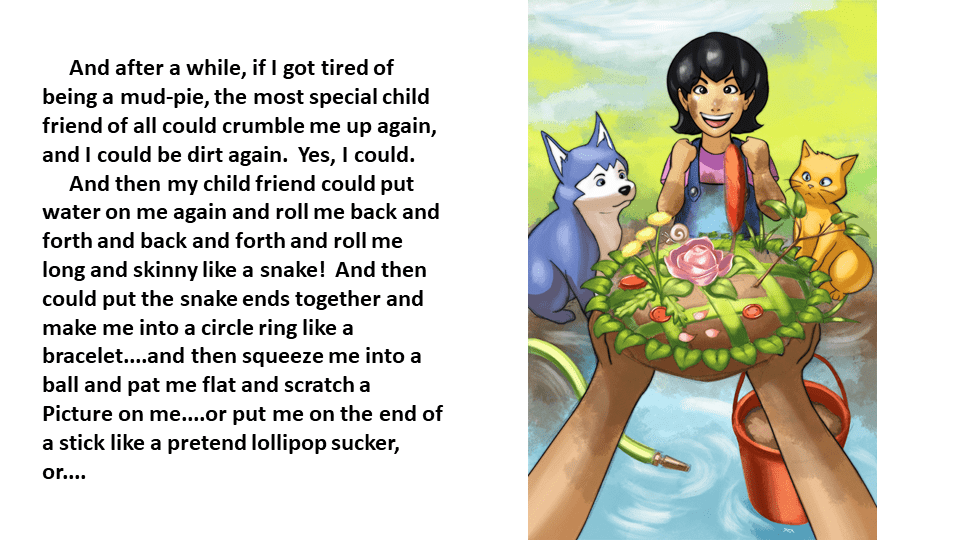 And after a while, if I got tired of
being a mud-pie, the most special child
friend of all could crumble me up again,
and I could be dirt again.  Yes, I could.
And then my child friend could put
water on me again and roll me back and
forth and back and forth and roll me
long and skinny like a snake!  And then
could put the snake ends together and
make me into a circle ring like a
bracelet....and then squeeze me into a
ball and pat me flat and scratch a
Picture on me....or put me on the end of
a stick like a pretend lollipop sucker,
or....